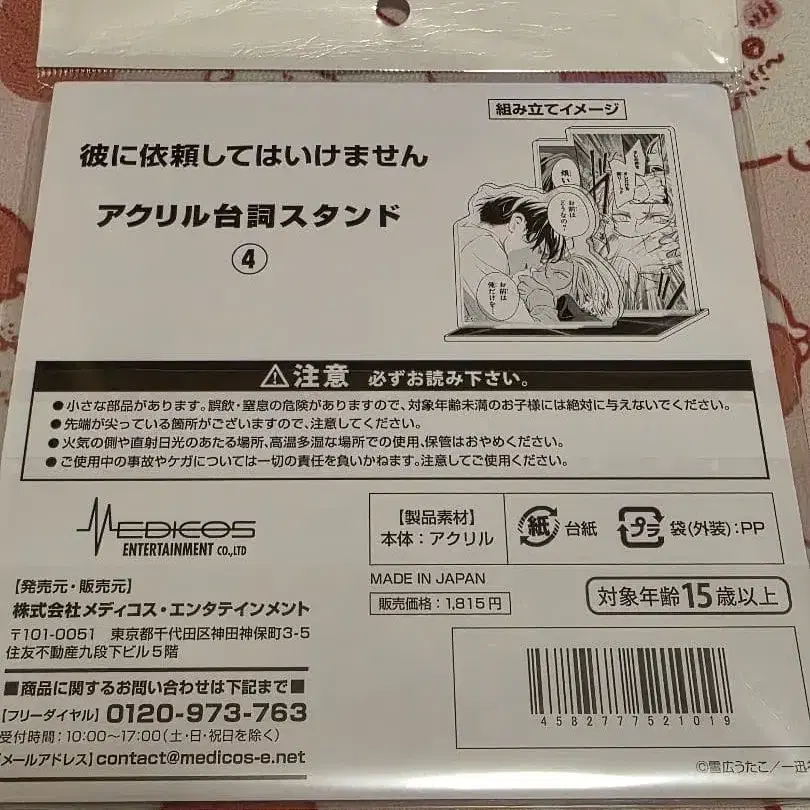 組み立てイメージ
彼に依頼してはいけません
アクリル台詞スタンド
④
煩い
お前は
どうなの?
お前は
俺だけを!
⚠注意 必ずお読み下さい。
●小さな部品があります。誤飲・窒息の危険がありますので、対象年齢未満のお子様には絶対に与えないでください。
●先端が尖っている箇所がございますので、注意してください。
●火気の側や直射日光のあたる場所、高温多湿な場所での使用、保管はおやめください。
●ご使用中の事故やケガについては一切の責任を負いかねます。注意してご使用ください。
MEDICOS
ENTERTAINMENT CO.,LTD
【製品素材】
本体:アクリル
紙 台紙
プラ 袋(外装):PP
MADE IN JAPAN
販売価格:1,815円
対象年齢15歳以上
【発売元・販売元】
株式会社メディコス・エンタテインメント
〒101-0051 東京都千代田区神田神保町3-5
住友不動産九段下ビル5階
■商品に関するお問い合わせは下記まで■
【フリーダイヤル】0120-973-763
受付時間:10:00〜17:00(土・日・祝日を除く)
メールアドレス】contact@medicos-e.net
4582777521019
©雪広うたこ/一迅